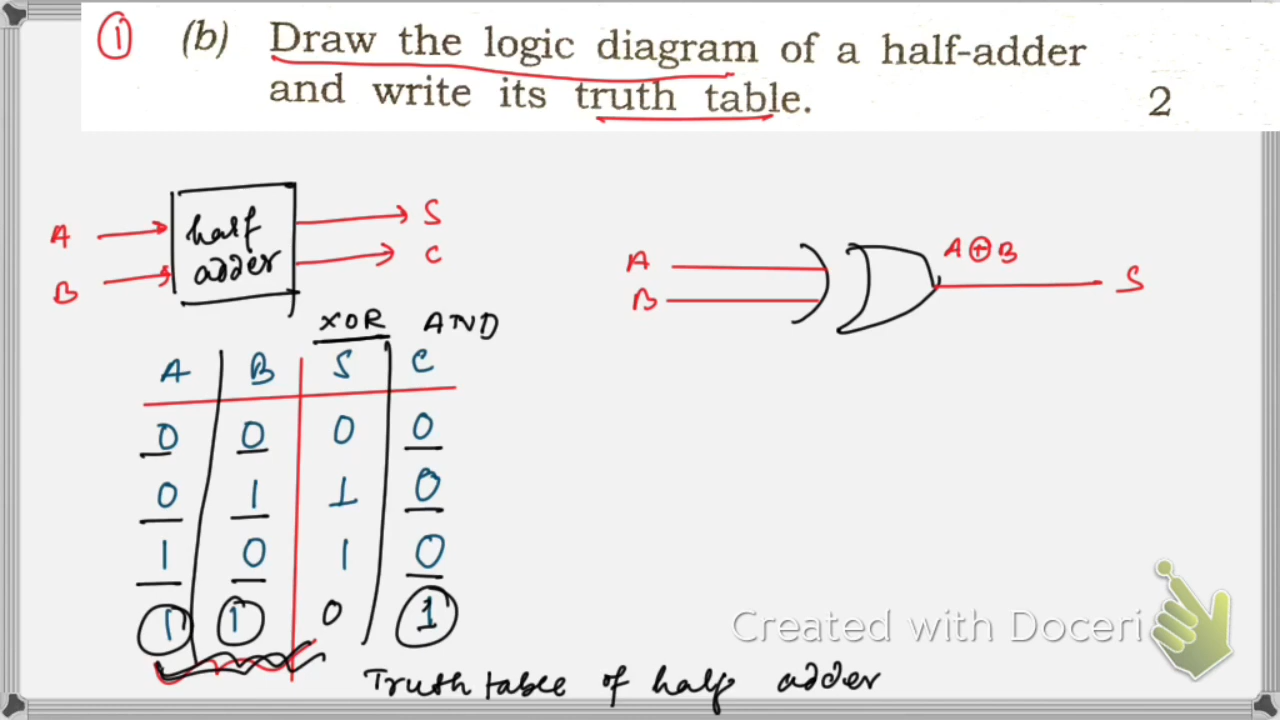 ① (b) Draw the logic diagram of a half-adder
and write its truth table. 2
A
B
half
adder
S
C
XOR AND
A B S C
0 0 0 0
0 1 1 0
1 0 1 0
1 1 0 1
Truth table of half adder
A
B
A ⊕ B
S
Created with Doceri